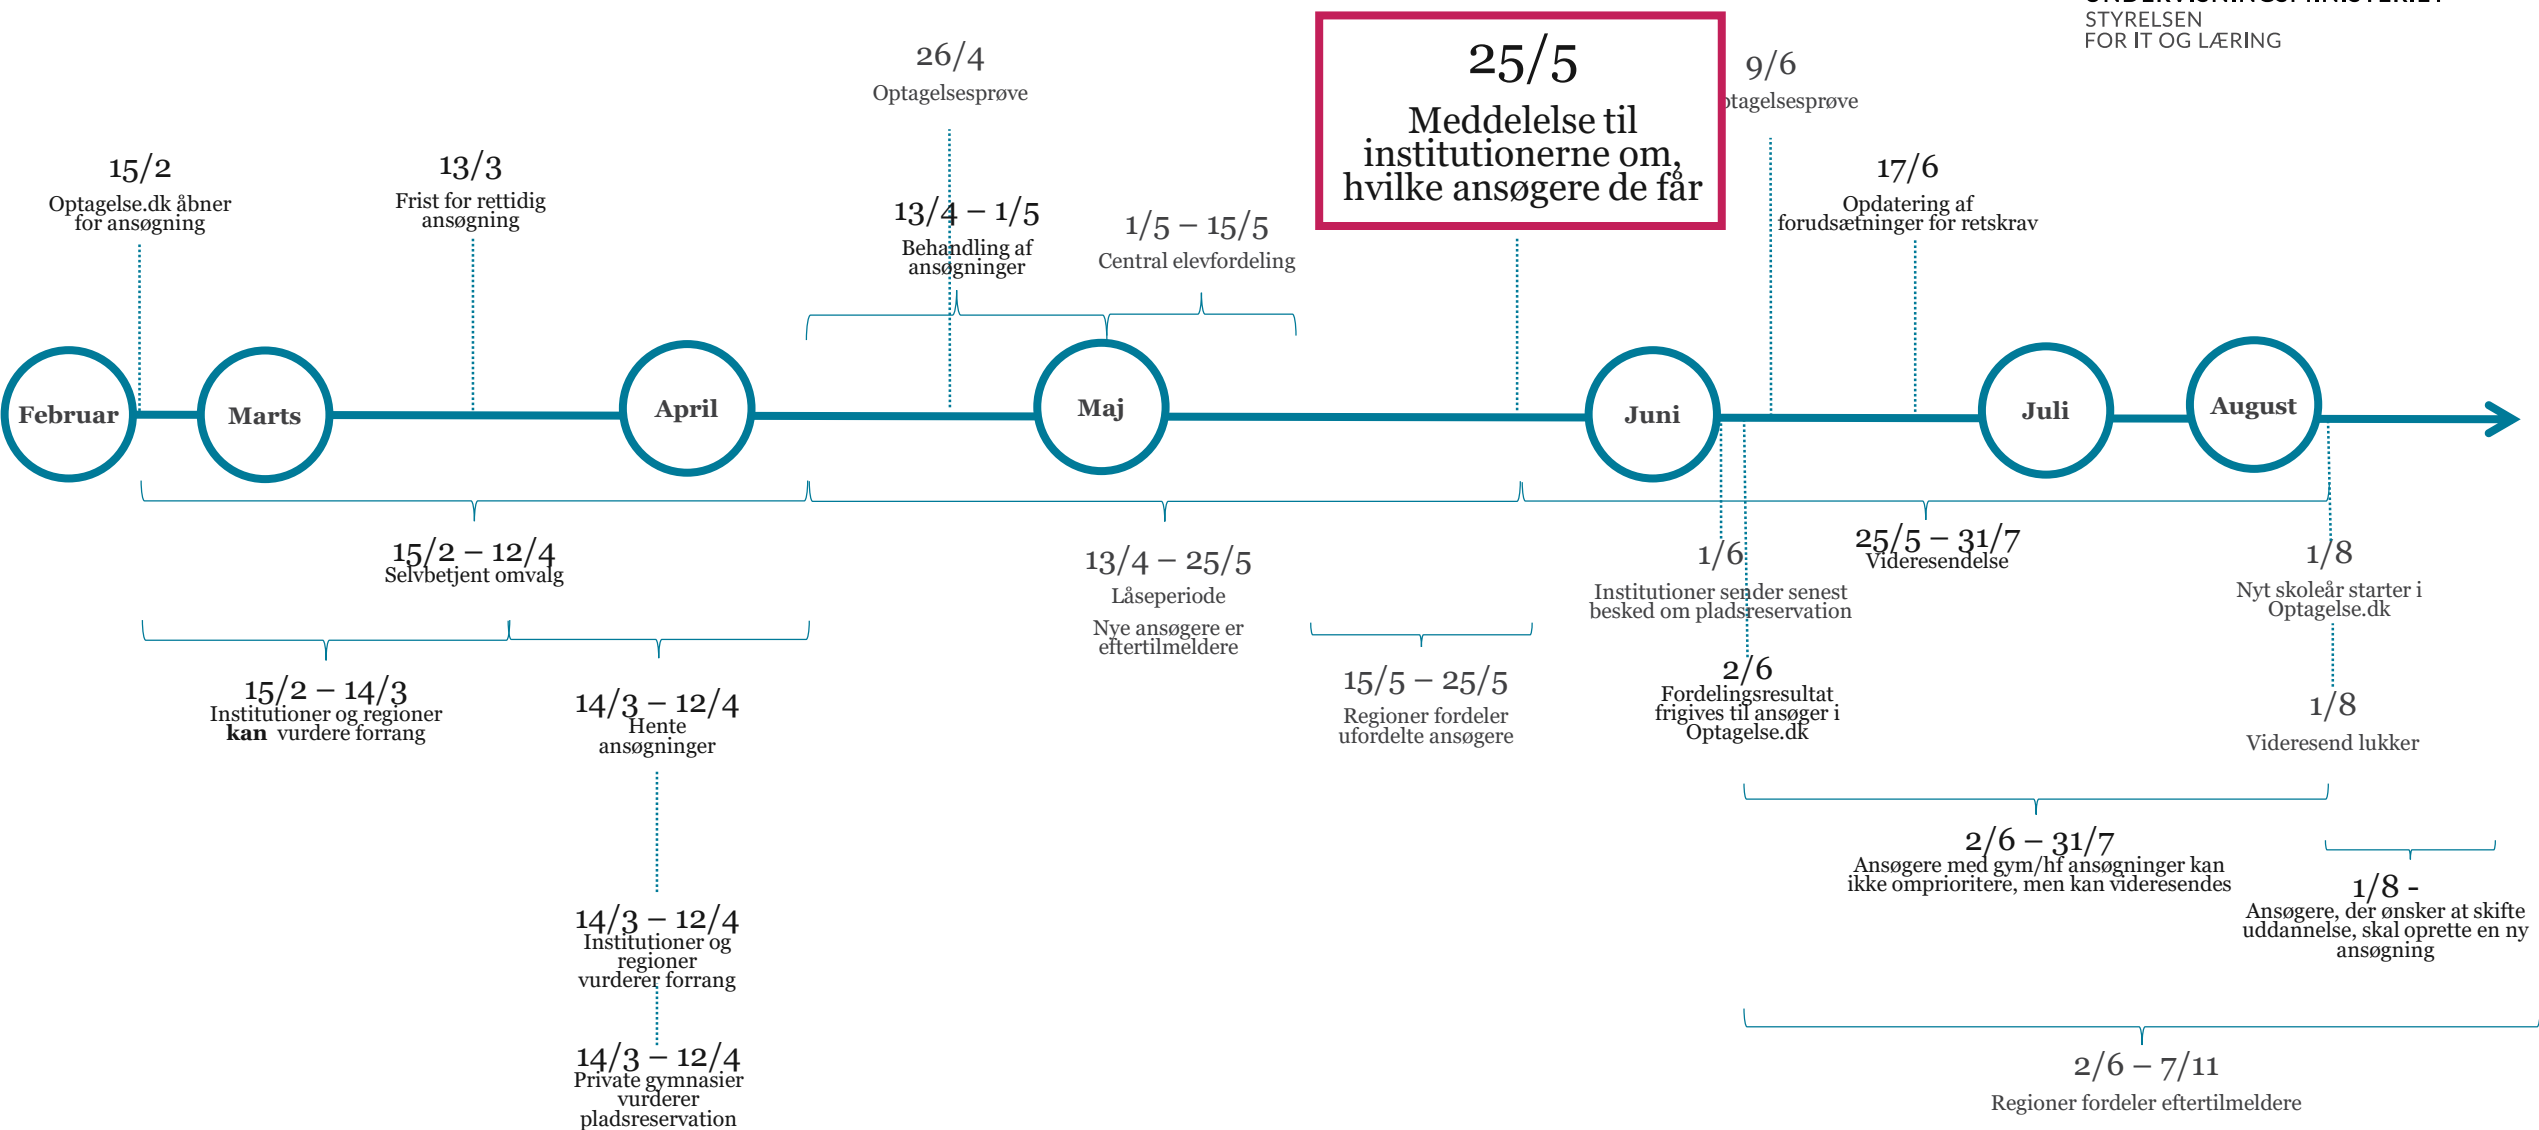 STYRELSEN
FOR IT OG LÆRING
15/2
Optagelse.dk åbner
for ansøgning
13/3
Frist for rettidig
ansøgning
26/4
Optagelsesprøve
13/4 – 1/5
Behandling af
ansøgninger
1/5 – 15/5
Central elevfordeling
25/5
Meddelelse til
institutionerne om,
hvilke ansøgere de får
9/6
ptagelsesprøve
17/6
Opdatering af
forudsætninger for retskrav
Februar
Marts
April
Maj
Juni
Juli
August
15/2 – 12/4
Selvbetjent omvalg
15/2 – 14/3
Institutioner og regioner
kan vurdere forrang
14/3 – 12/4
Hente
ansøgninger
14/3 – 12/4
Institutioner og
regioner
vurderer forrang
14/3 – 12/4
Private gymnasier
vurderer
pladsreservation
13/4 – 25/5
Låseperiode
Nye ansøgere er
eftertilmeldere
15/5 – 25/5
Regioner fordeler
ufordelte ansøgere
1/6
Institutioner sender senest
besked om pladsreservation
2/6
Fordelingsresultat
frigives til ansøger i
Optagelse.dk
25/5 – 31/7
Videresendelse
1/8
Nyt skoleår starter i
Optagelse.dk
1/8
Videresend lukker
2/6 – 31/7
Ansøgere med gym/hf ansøgninger kan
ikke omprioritere, men kan videresendes
1/8 -
Ansøgere, der ønsker at skifte
uddannelse, skal oprette en ny
ansøgning
2/6 – 7/11
Regioner fordeler eftertilmeldere